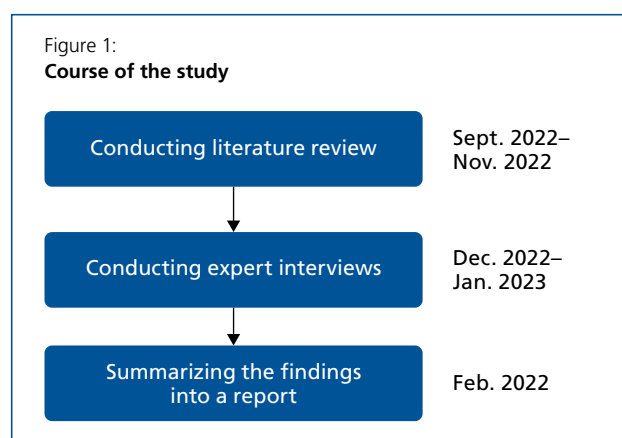 Figure 1:
Course of the study
Conducting literature review
Sept. 2022–
Nov. 2022
Conducting expert interviews
Dec. 2022–
Jan. 2023
Summarizing the findings
into a report
Feb. 2022